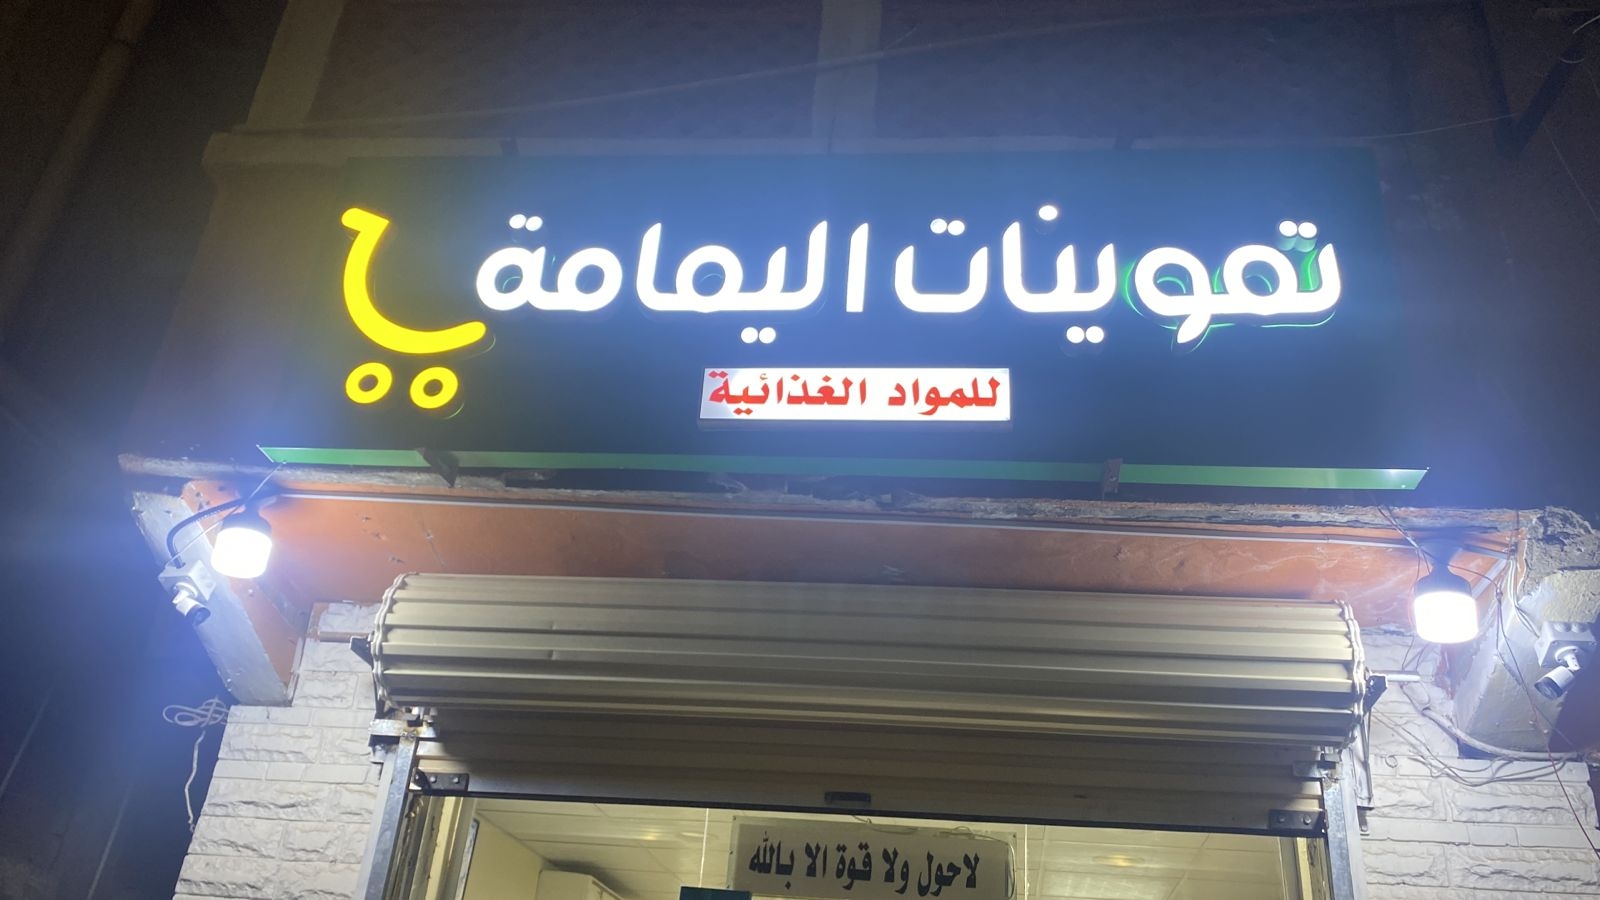 تموينات اليمامة
للمواد الغذائية
لاحول ولا قوة الا بالله